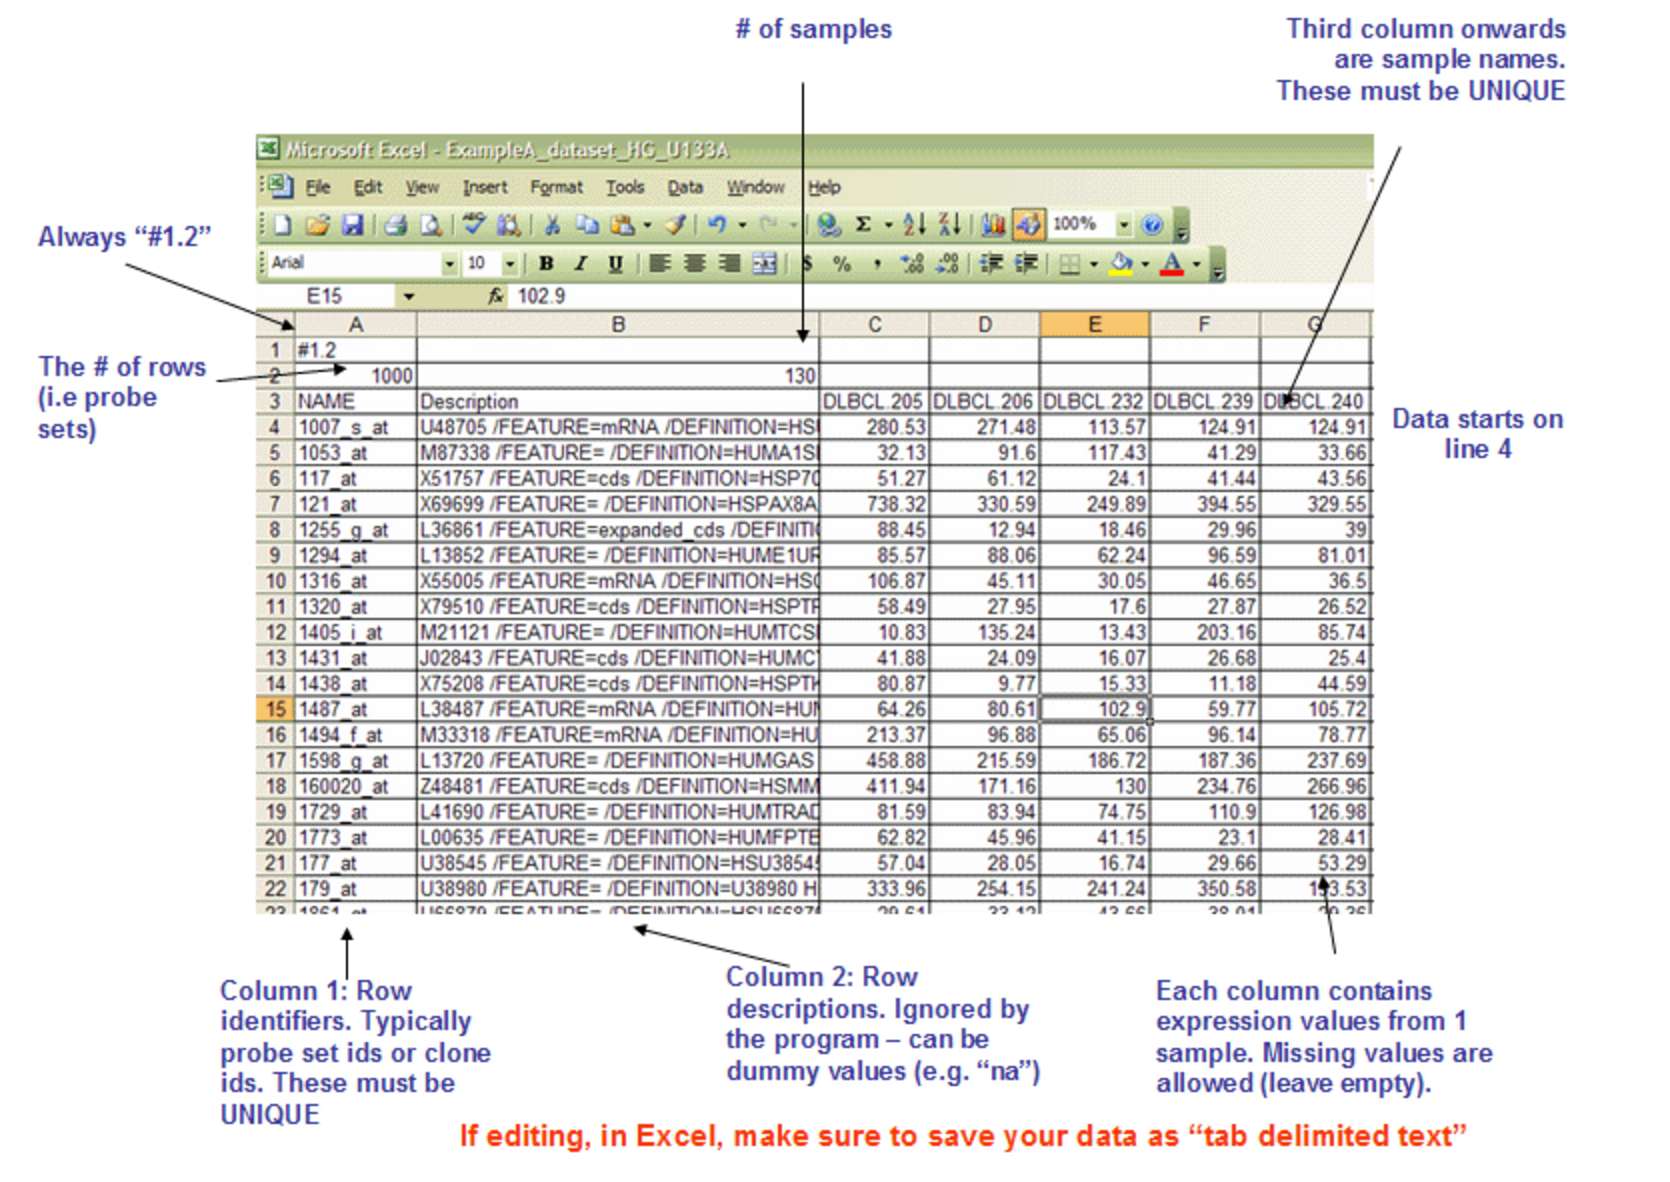 # of samples
Third column onwards
are sample names.
These must be UNIQUE
Microsoft Excel - ExampleA_dataset_HG_U133A
File Edit View Insert Format Tools Data Window Help
100%
Always “#1.2”
Arial 10 B I U $ % ,
E15 fx 102.9
A B C D E F G
1 #1.2
The # of rows
(i.e probe
sets)
2 1000 130
3 NAME Description DLBCL.205 DLBCL.206 DLBCL.232 DLBCL.239 DLBCL.240
Data starts on
line 4
4 1007_s_at U48705 /FEATURE=mRNA /DEFINITION=HSU 280.53 271.48 113.57 124.91 124.91
5 1053_at M87338 /FEATURE= /DEFINITION=HUMA1S 32.13 91.6 117.43 41.29 33.66
6 117_at X51757 /FEATURE=cds /DEFINITION=HSP70 51.27 61.12 24.1 41.44 43.56
7 121_at X69699 /FEATURE= /DEFINITION=HSPAX8A 738.32 330.59 249.89 394.55 329.55
8 1255_g_at L36861 /FEATURE=expanded_cds /DEFINITI 88.45 12.94 18.46 29.96 39
9 1294_at L13852 /FEATURE= /DEFINITION=HUME1UR 85.57 88.06 62.24 96.59 81.01
10 1316_at X55005 /FEATURE=mRNA /DEFINITION=HS 106.87 45.11 30.05 46.65 36.5
11 1320_at X79510 /FEATURE=cds /DEFINITION=HSPTP 58.49 27.95 17.6 27.87 26.52
12 1405_i_at M21121 /FEATURE= /DEFINITION=HUMTCS 10.83 135.24 13.43 203.16 85.74
13 1431_at J02843 /FEATURE=cds /DEFINITION=HUMC 41.88 24.09 16.07 26.68 25.4
14 1438_at X75208 /FEATURE=cds /DEFINITION=HSPTK 80.87 9.77 15.33 11.18 44.59
15 1487_at L38487 /FEATURE=mRNA /DEFINITION=HUM 64.26 80.61 102.9 59.77 105.72
16 1494_f_at M33318 /FEATURE=mRNA /DEFINITION=HU 213.37 96.88 65.06 96.14 78.77
17 1598_g_at L13720 /FEATURE= /DEFINITION=HUMGAS 458.88 215.59 186.72 187.36 237.69
18 160020_at Z48481 /FEATURE=cds /DEFINITION=HSMM 411.94 171.16 130 234.76 266.96
19 1729_at L41690 /FEATURE= /DEFINITION=HUMTRAD 81.59 83.94 74.75 110.9 126.98
20 1773_at L00635 /FEATURE= /DEFINITION=HUMFPTB 62.82 45.96 41.15 23.1 28.41
21 177_at U38545 /FEATURE= /DEFINITION=HSU38545 57.04 28.05 16.74 29.66 53.29
22 179_at U38980 /FEATURE= /DEFINITION=U38980 H 333.96 254.15 241.24 350.58
23 1861_at U66879 /FEATURE= /DEFINITION=HSU6687 29.61 33.12 43.66 38.01 29.36
Column 1: Row
identifiers. Typically
probe set ids or clone
ids. These must be
UNIQUE
Column 2: Row
descriptions. Ignored by
the program – can be
dummy values (e.g. “na”)
Each column contains
expression values from 1
sample. Missing values are
allowed (leave empty).
If editing, in Excel, make sure to save your data as “tab delimited text”